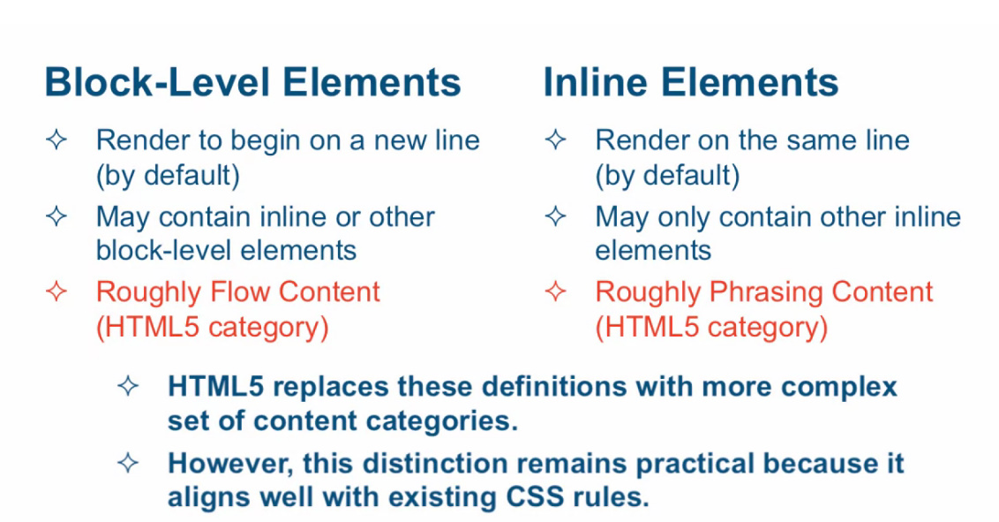 Block-Level Elements
✧ Render to begin on a new line
(by default)
✧ May contain inline or other
block-level elements
✧ Roughly Flow Content
(HTML5 category)
Inline Elements
✧ Render on the same line
(by default)
✧ May only contain other inline
elements
✧ Roughly Phrasing Content
(HTML5 category)
✧ HTML5 replaces these definitions with more complex
set of content categories.
✧ However, this distinction remains practical because it
aligns well with existing CSS rules.